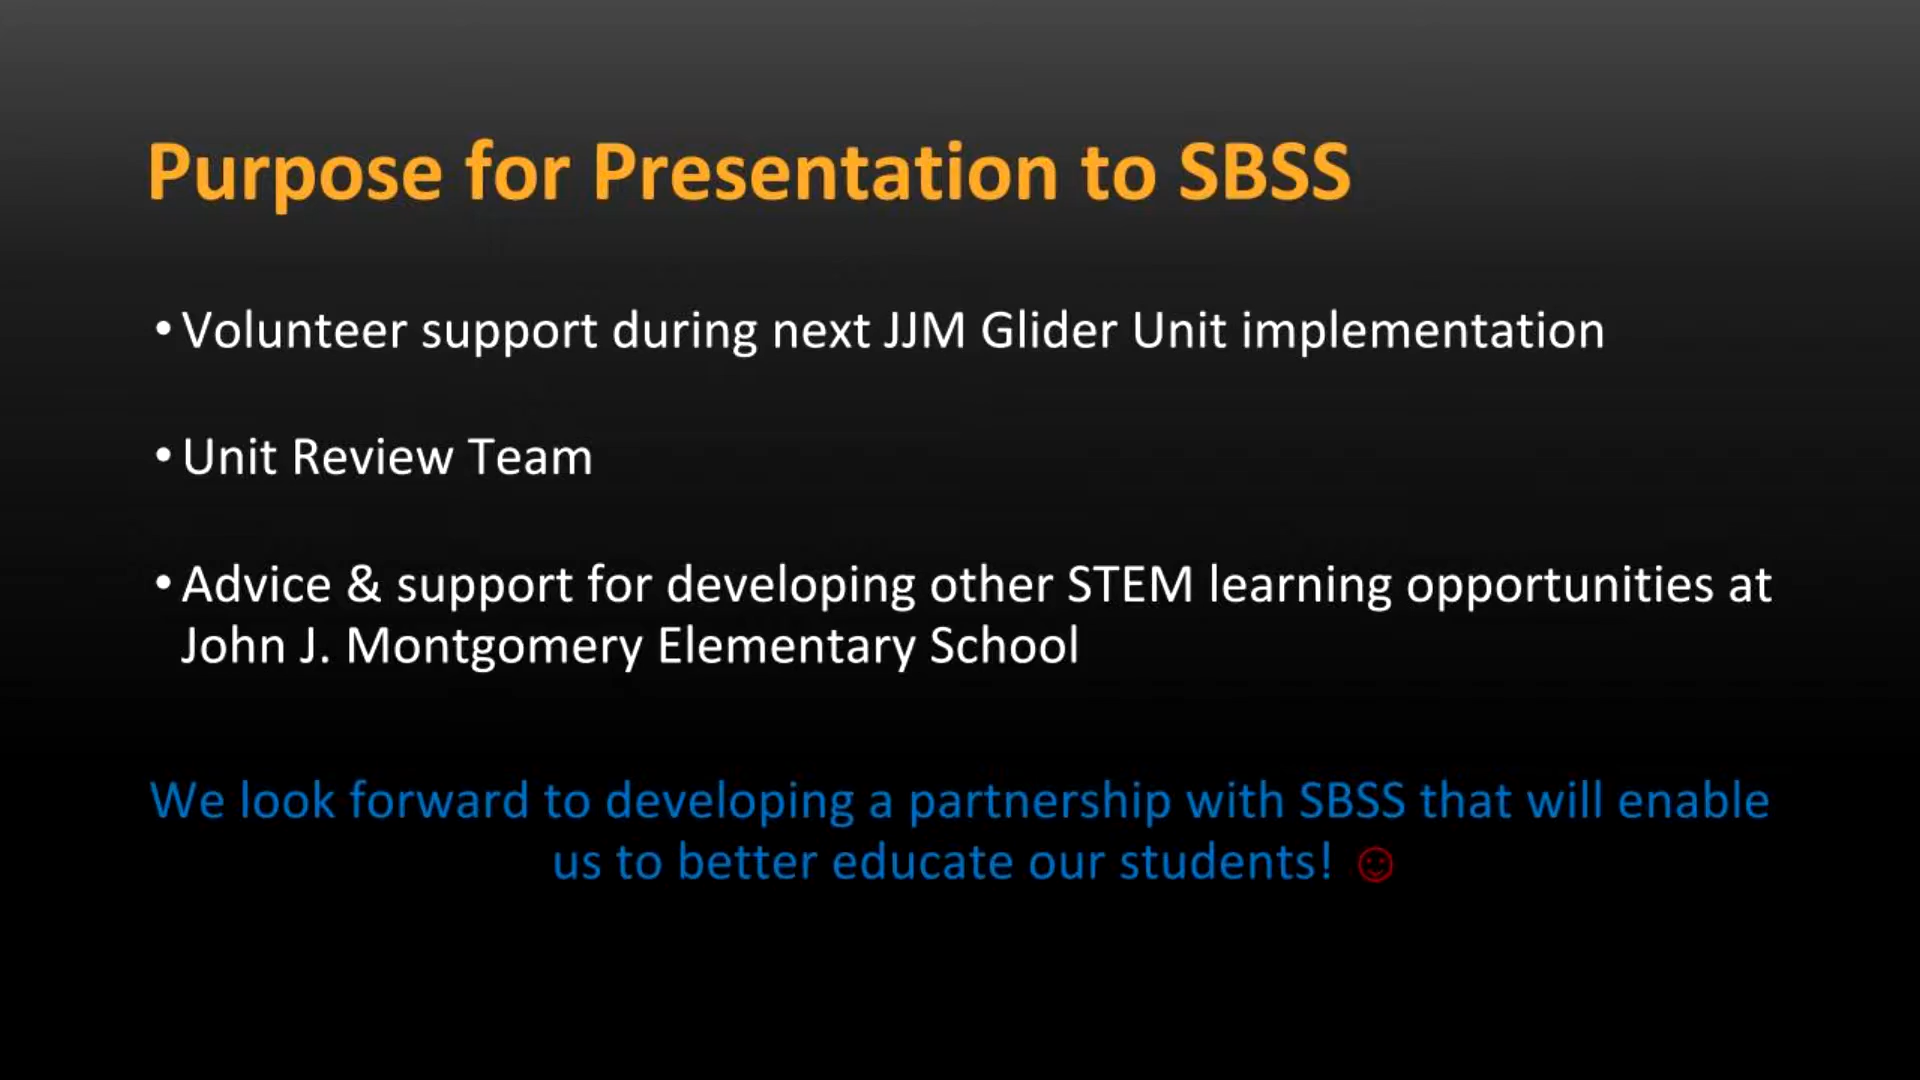 Purpose for Presentation to SBSS
• Volunteer support during next JJM Glider Unit implementation
• Unit Review Team
• Advice & support for developing other STEM learning opportunities at
John J. Montgomery Elementary School
We look forward to developing a partnership with SBSS that will enable
us to better educate our students! ☺